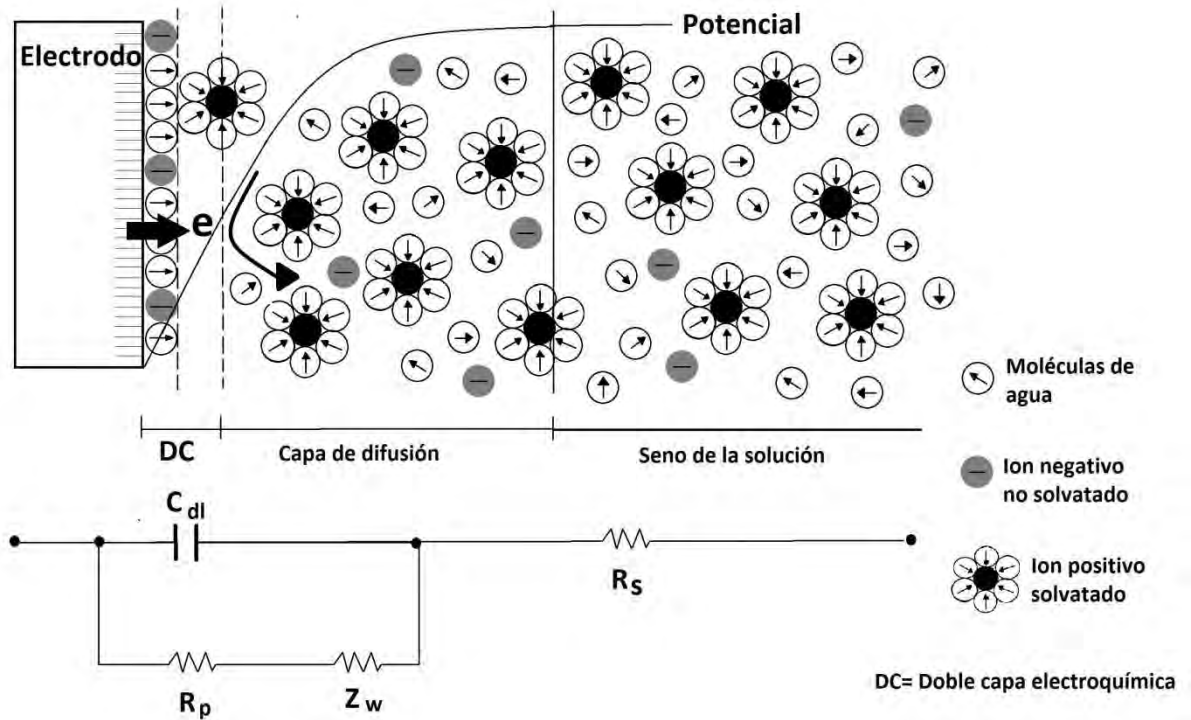 Potencial
Electrodo
e
DC
Capa de difusión
Seno de la solución
C dl
R s
R p
Z w
Moléculas de
agua
Ion negativo
no solvatado
Ion positivo
solvatado
DC= Doble capa electroquímica